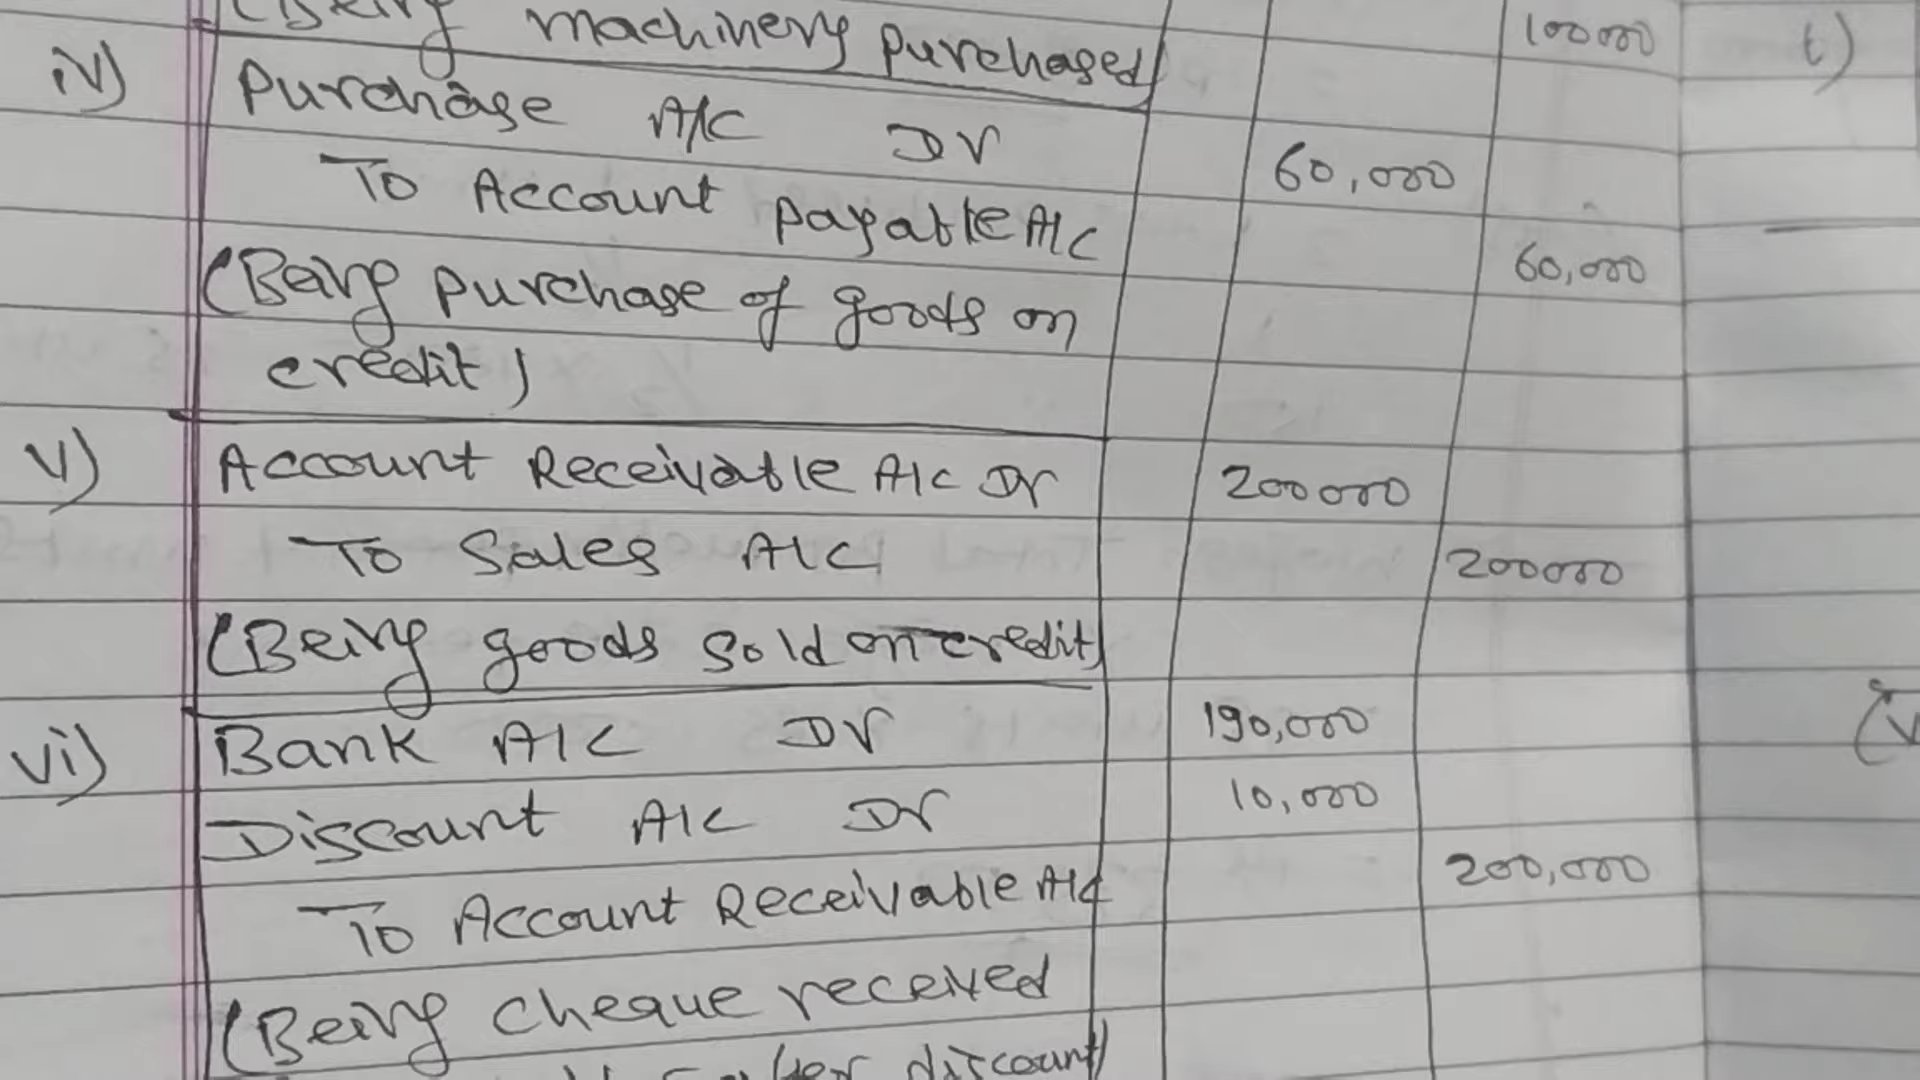 (Being machinery purchased) 100000
iv) Purchase A/C Dr 60,000
To Account payable A/C 60,000
(Being purchase of goods on
credit)
v) Account Receivable A/C Dr 200000
To Sales A/C 200000
(Being goods sold on credit)
vi) Bank A/C Dr 190,000
Discount A/C Dr 10,000
To Account Receivable A/C 200,000
(Being cheque received
discount)
t)
(v